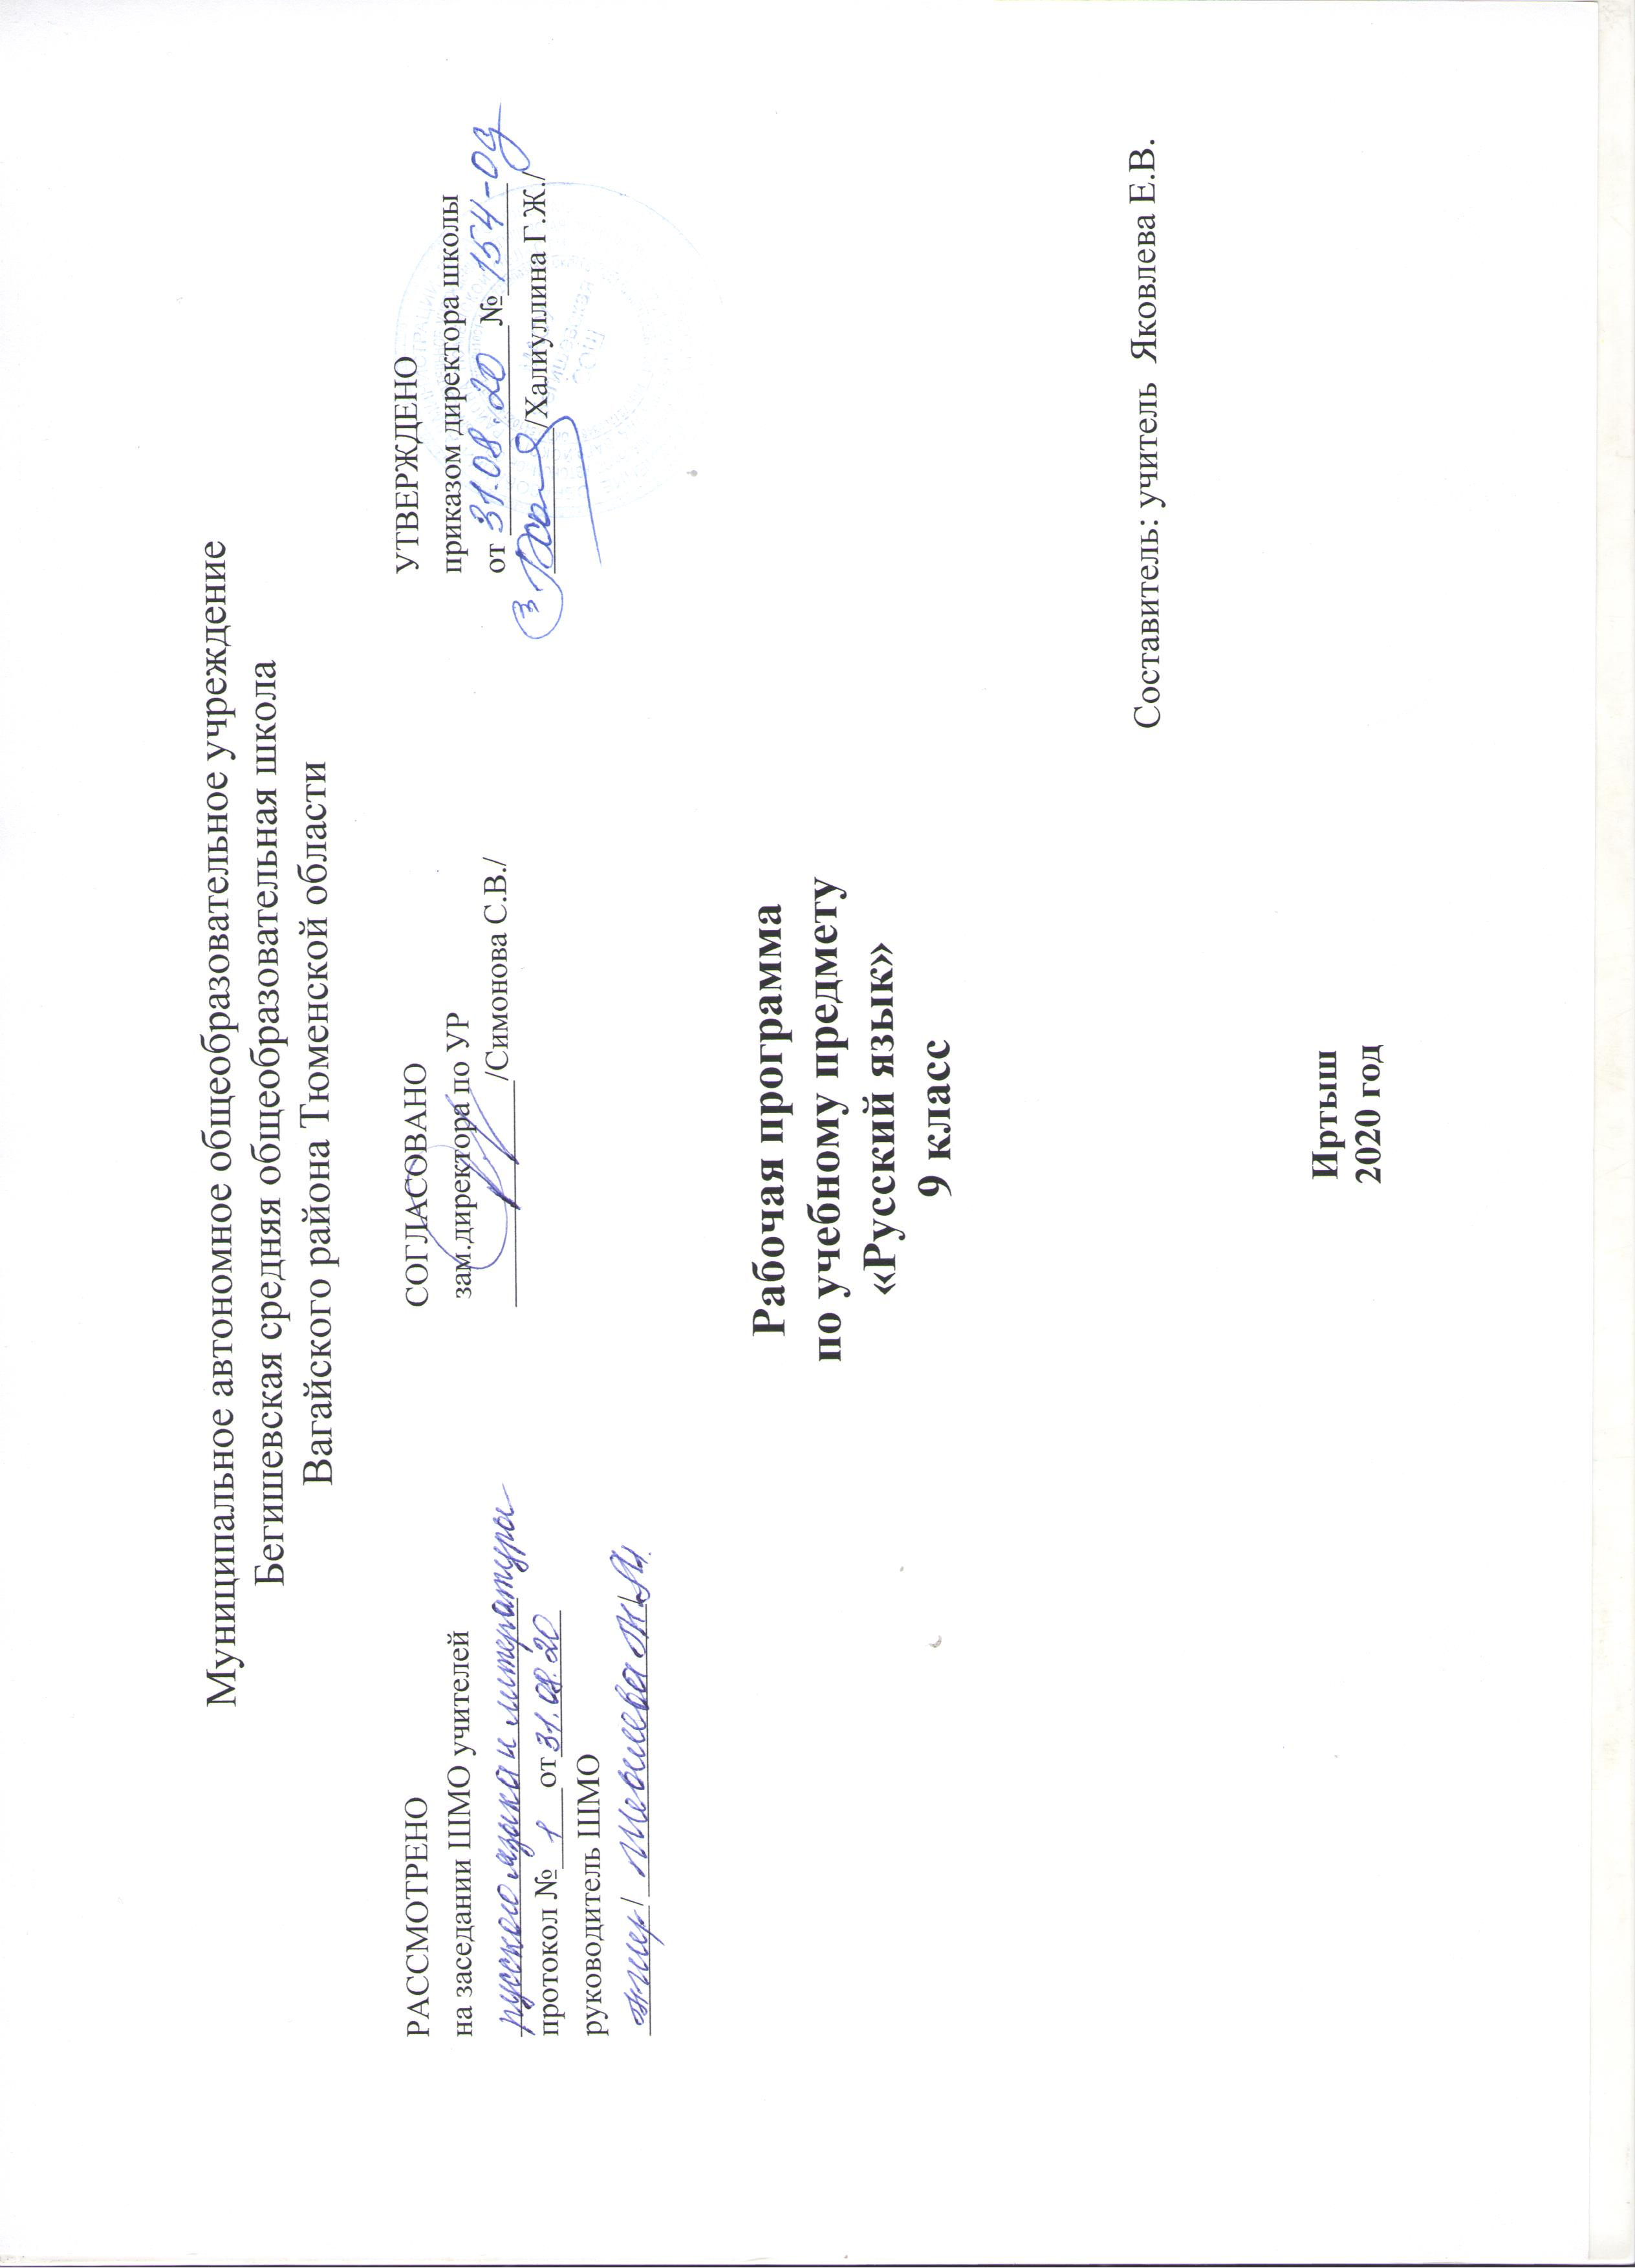 Муниципальное автономное общеобразовательное учреждение
Бегишевская средняя общеобразовательная школа
Вагайского района Тюменской области
РАССМОТРЕНО
на заседании ШМО учителей
русского языка и литературы
протокол № 1 от 31.08.20
руководитель ШМО
СОГЛАСОВАНО
зам.директора по УР
/Симонова С.В./
УТВЕРЖДЕНО
приказом директора школы
от 31.08.20 № 154-од
/Халиуллина Г.Ж./
СОШ
Рабочая программа
по учебному предмету
«Русский язык»
9 класс
Составитель: учитель Яковлева Е.В.
Иртыш
2020 год